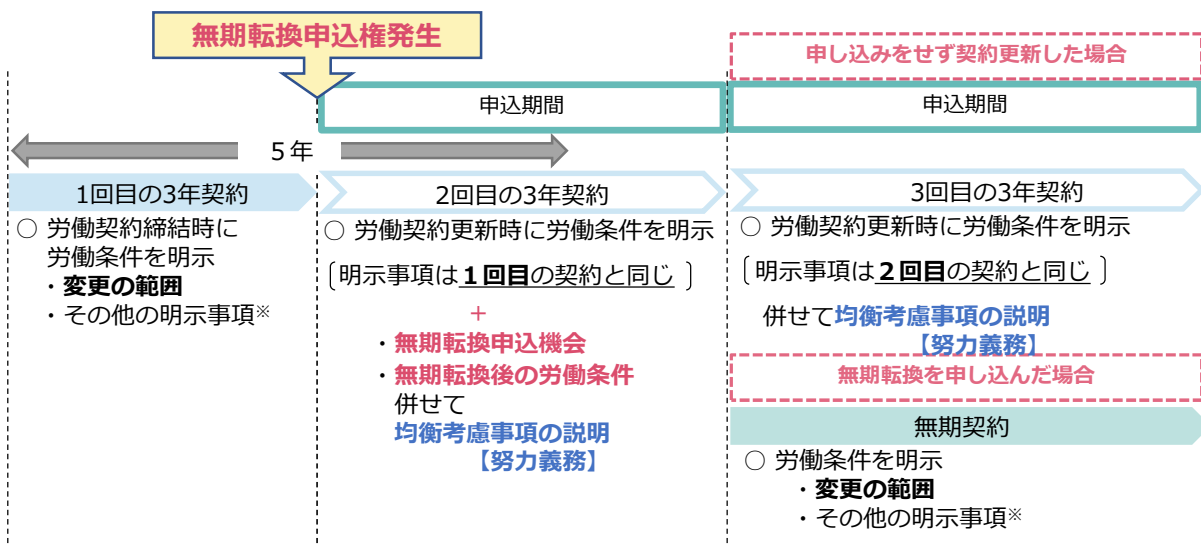 無期転換申込権発生
申し込みをせず契約更新した場合
申込期間
申込期間
5年
1回目の3年契約
○ 労働契約締結時に
労働条件を明示
・変更の範囲
・その他の明示事項※
2回目の3年契約
○ 労働契約更新時に労働条件を明示
〔明示事項は1回目の契約と同じ 〕
+
・無期転換申込機会
・無期転換後の労働条件
併せて
均衡考慮事項の説明
【努力義務】
3回目の3年契約
○ 労働契約更新時に労働条件を明示
〔明示事項は2回目の契約と同じ 〕
併せて均衡考慮事項の説明
【努力義務】
無期転換を申し込んだ場合
無期契約
○ 労働条件を明示
・変更の範囲
・その他の明示事項※